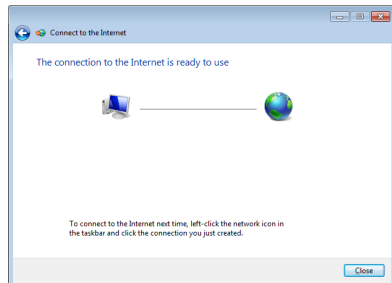 Connect to the Internet
The connection to the Internet is ready to use
To connect to the Internet next time, left-click the network icon in
the taskbar and click the connection you just created.
Close